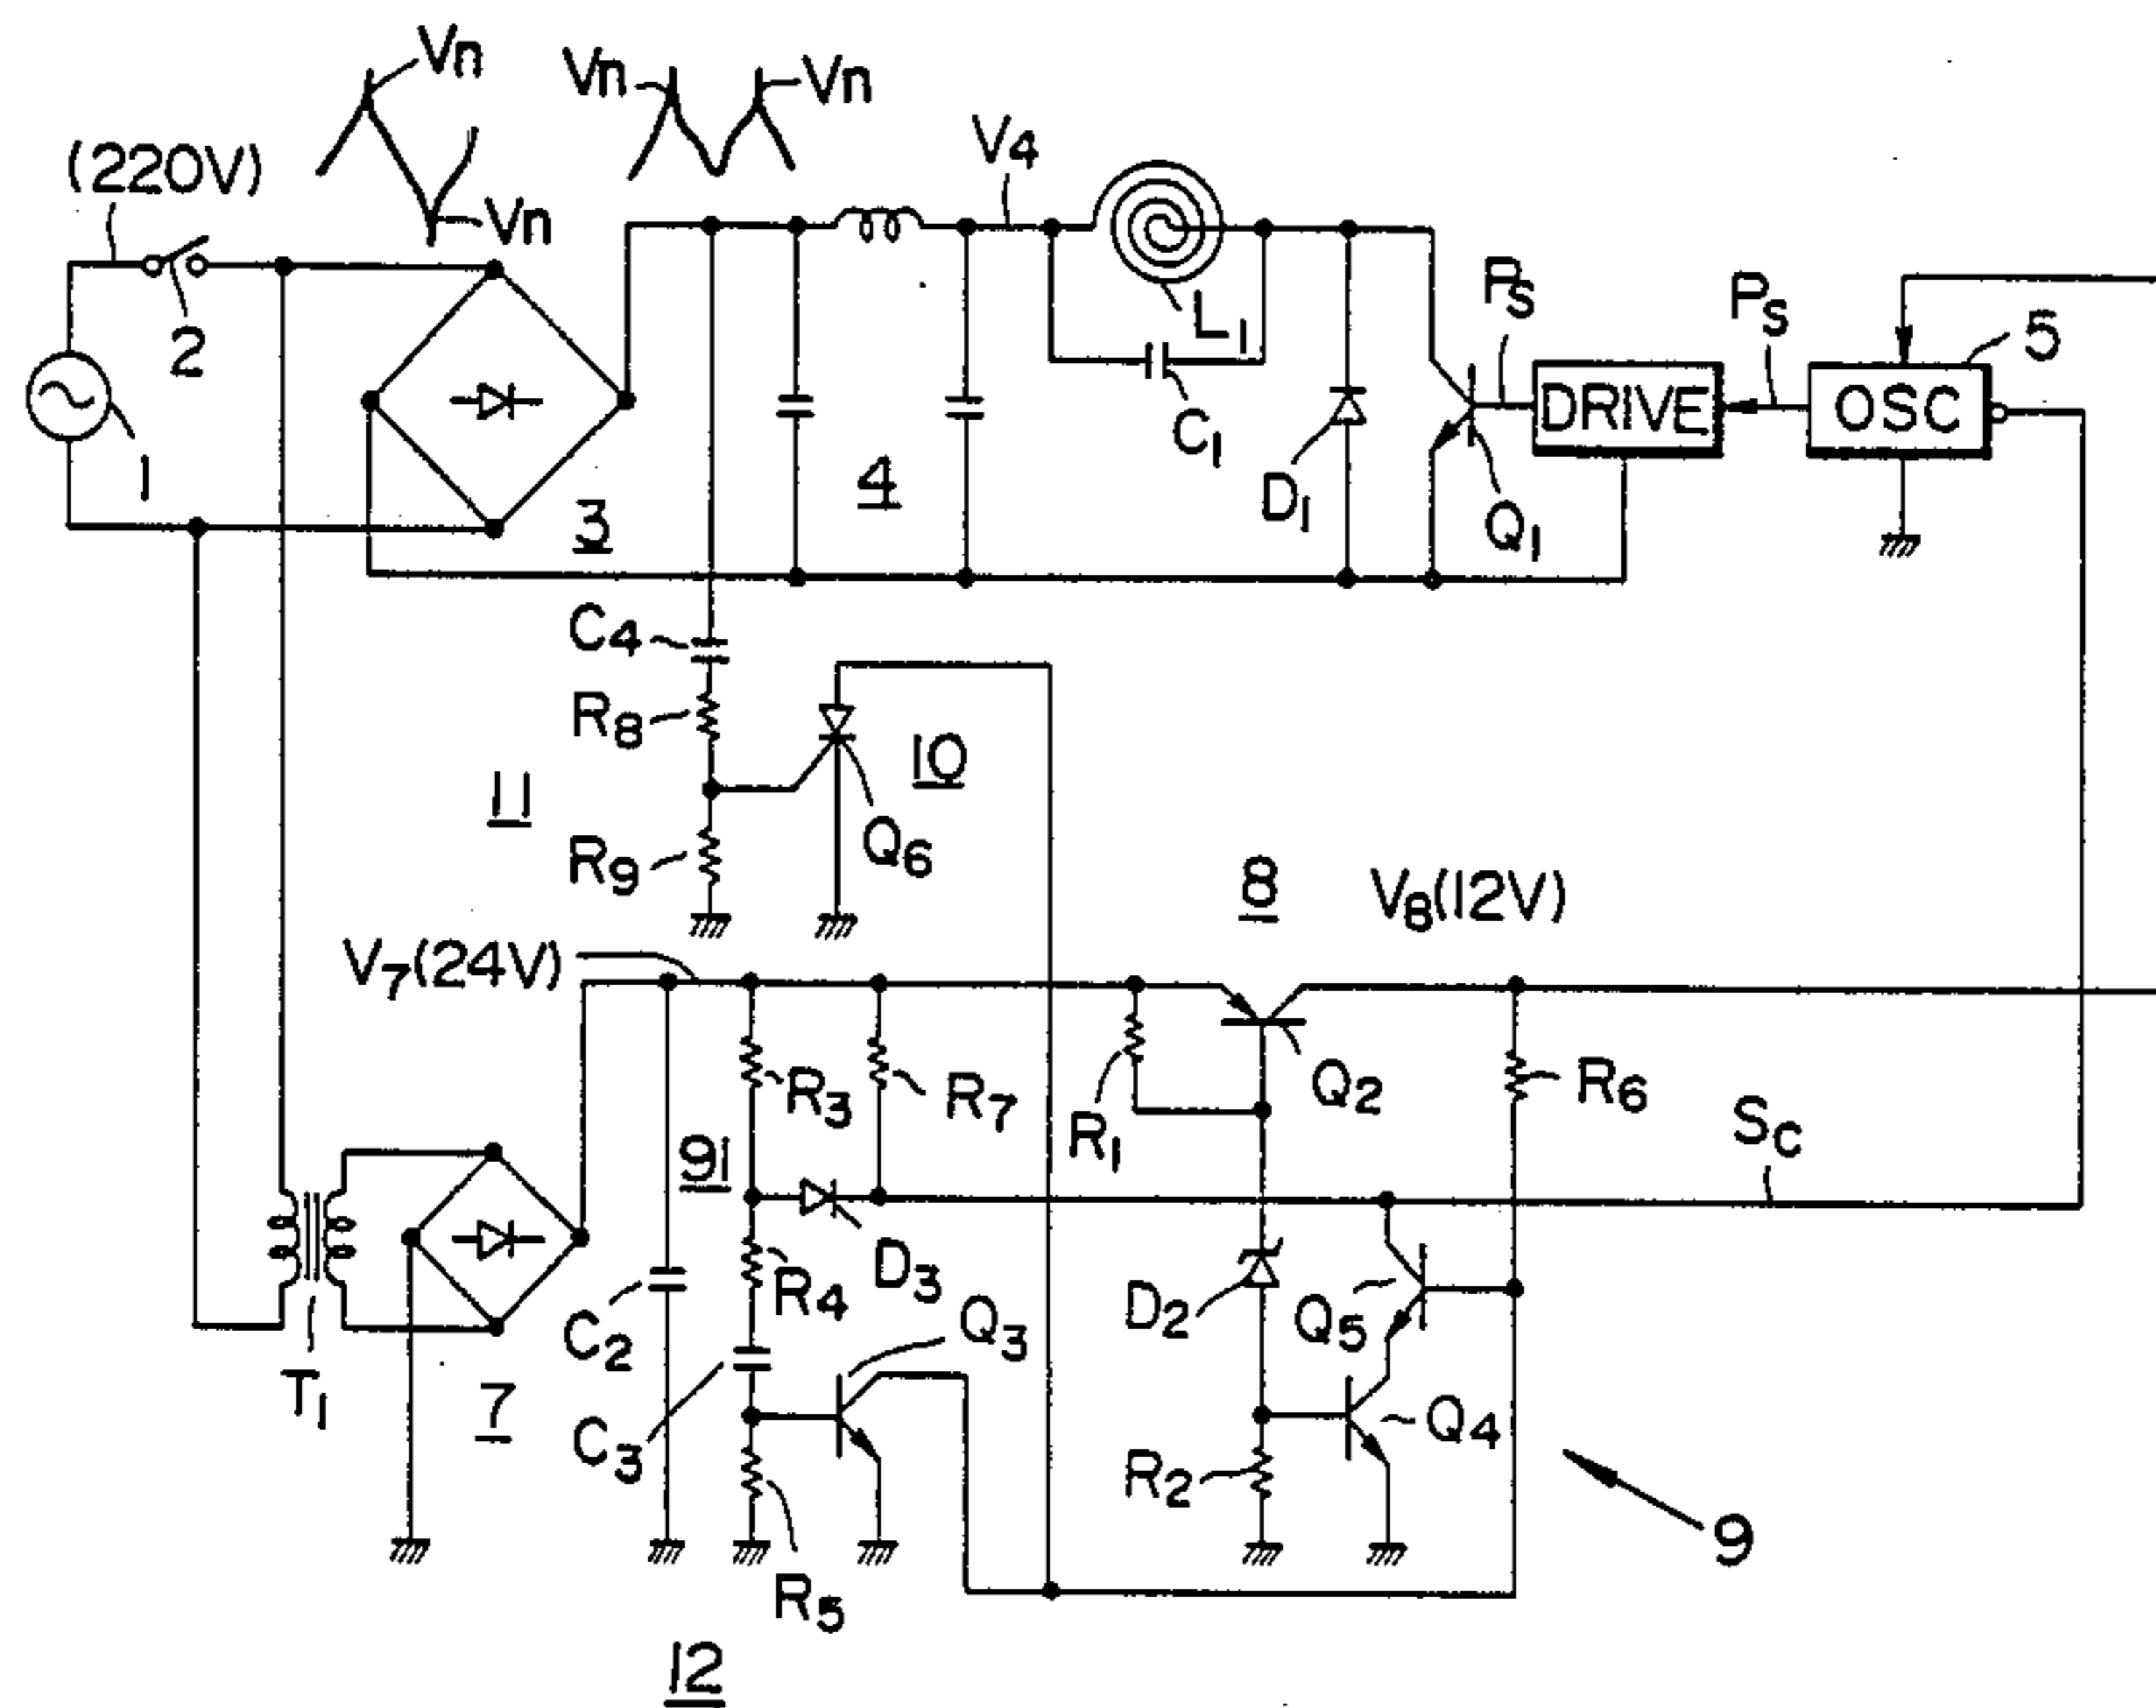 Vn
Vn
Vn
V4
(220V)
Vn
2
L1
PS
PS
5
DRIVE
OSC
C1
1
4
D1
3
Q1
C4
R8
10
11
Q6
R9
8
V8(12V)
V7(24V)
R3
R7
Q2
R6
R1
SC
91
D3
R4
D2
Q5
C2
Q3
T1
7
C3
Q4
R2
9
R5
12